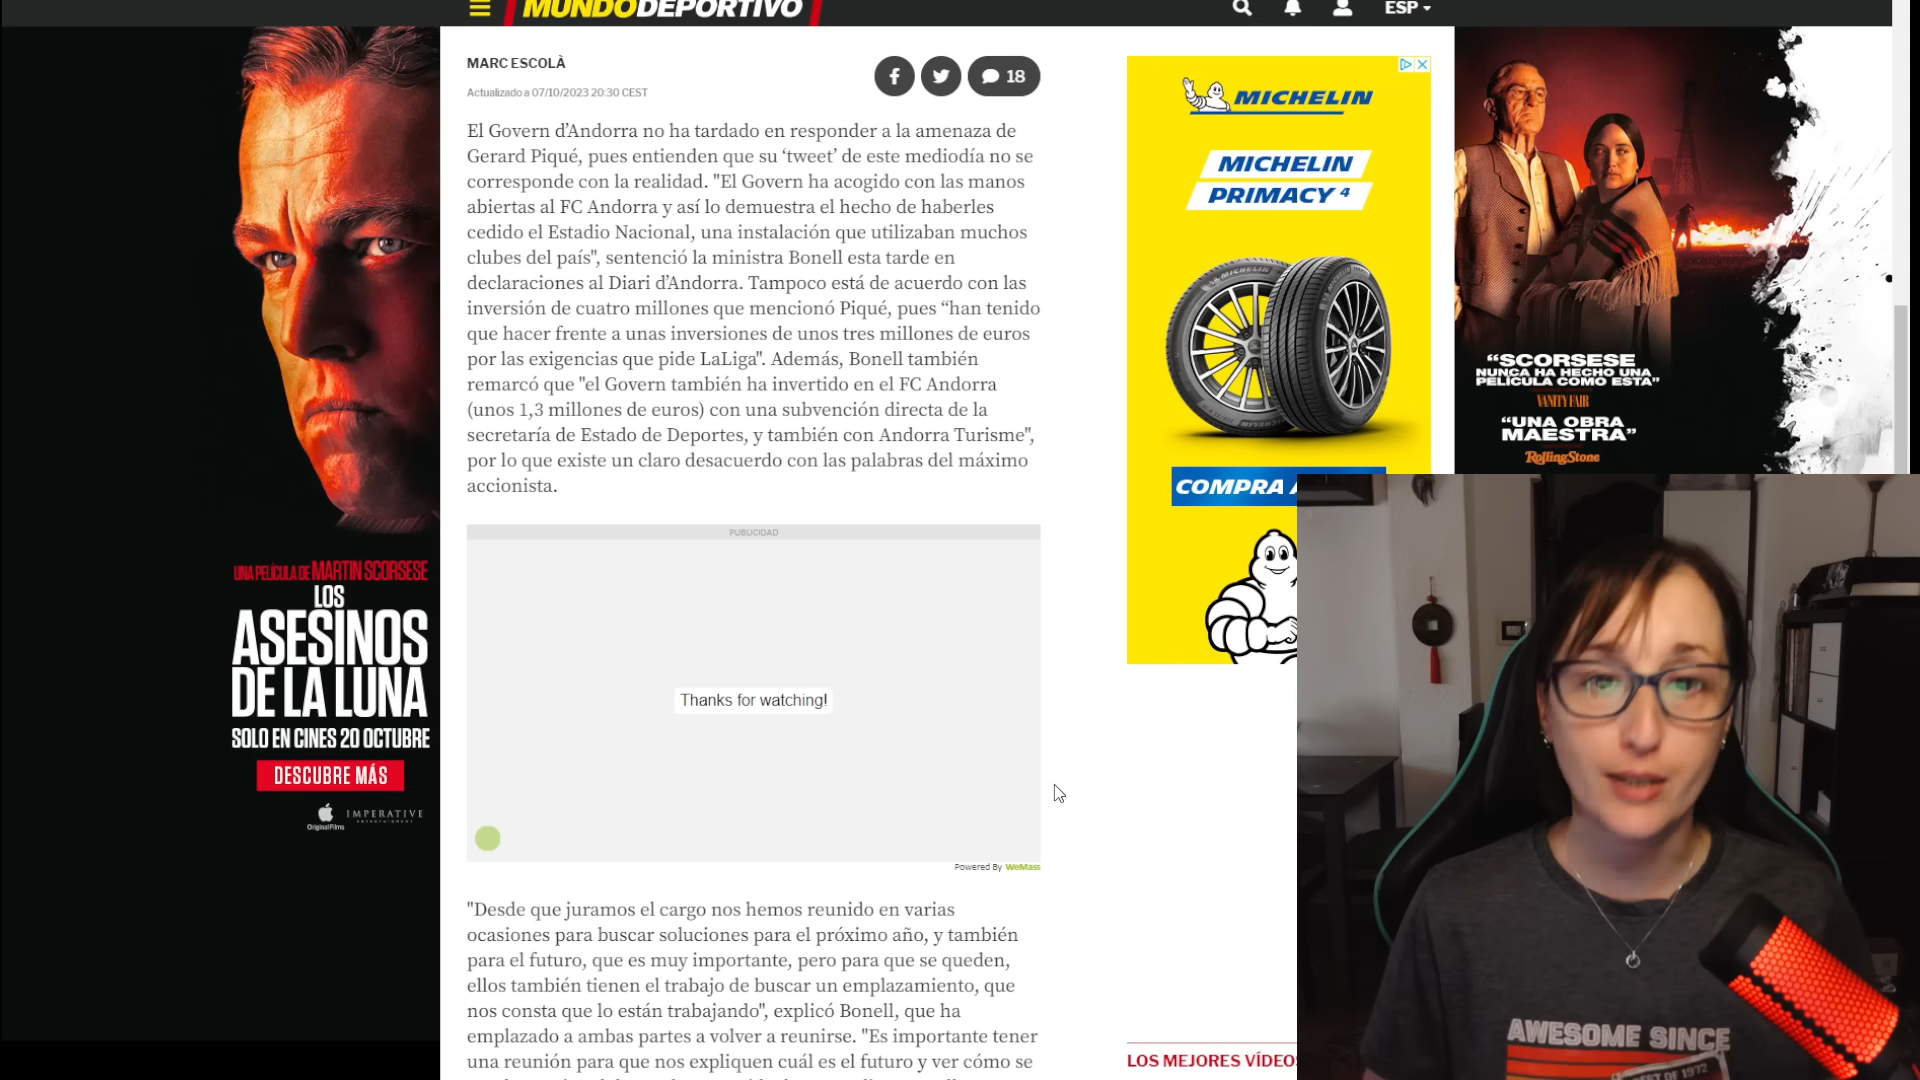 MUNDODEPORTIVO
ESP
MARC ESCOLÀ
Actualizado a 07/10/2023 20:30 CEST
18
El Govern d’Andorra no ha tardado en responder a la amenaza de
Gerard Piqué, pues entienden que su ‘tweet’ de este mediodía no se
corresponde con la realidad. "El Govern ha acogido con las manos
abiertas al FC Andorra y así lo demuestra el hecho de haberles
cedido el Estadio Nacional, una instalación que utilizaban muchos
clubes del país", sentenció la ministra Bonell esta tarde en
declaraciones al Diari d’Andorra. Tampoco está de acuerdo con las
inversión de cuatro millones que mencionó Piqué, pues “han tenido
que hacer frente a unas inversiones de unos tres millones de euros
por las exigencias que pide LaLiga". Además, Bonell también
remarcó que "el Govern también ha invertido en el FC Andorra
(unos 1,3 millones de euros) con una subvención directa de la
secretaría de Estado de Deportes, y también con Andorra Turisme",
por lo que existe un claro desacuerdo con las palabras del máximo
accionista.
PUBLICIDAD
Thanks for watching!
Powered By WeMass
"Desde que juramos el cargo nos hemos reunido en varias
ocasiones para buscar soluciones para el próximo año, y también
para el futuro, que es muy importante, pero para que se queden,
ellos también tienen el trabajo de buscar un emplazamiento, que
nos consta que lo están trabajando", explicó Bonell, que ha
emplazado a ambas partes a volver a reunirse. "Es importante tener
una reunión para que nos expliquen cuál es el futuro y ver cómo se
UNA PELÍCULA DE MARTIN SCORSESE
LOS
ASESINOS
DE LA LUNA
SOLO EN CINES 20 OCTUBRE
DESCUBRE MÁS
Original Films
IMPERATIVE
ENTERTAINMENT
MICHELIN
MICHELIN
PRIMACY 4
MICHELIN
COMPRA A
LOS MEJORES VÍDEOS
“SCORSESE
NUNCA HA HECHO UNA
PELÍCULA COMO ESTA”
VANITY FAIR
“UNA OBRA
MAESTRA”
RollingStone
AWESOME SINCE
BEST OF 1972